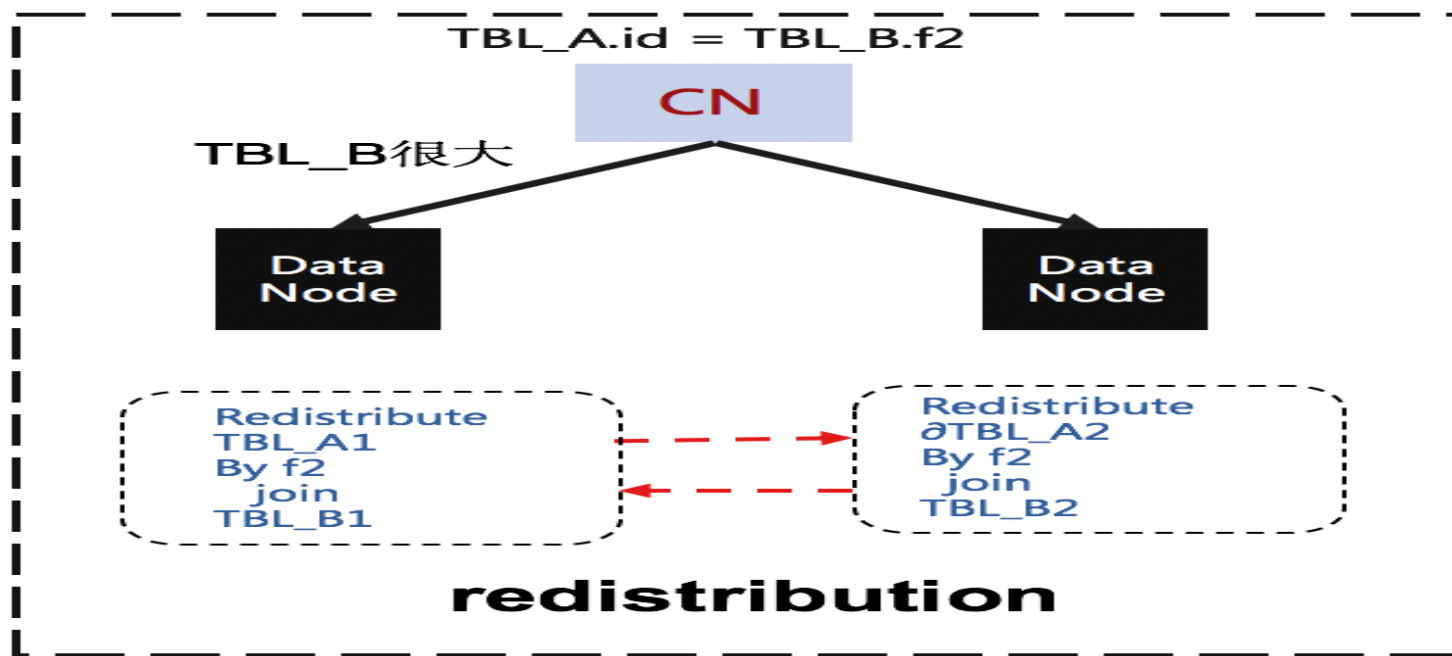 TBL_A.id = TBL_B.f2
CN
TBL_B很大
Data
Node
Data
Node
Redistribute
TBL_A1
By f2
join
TBL_B1
Redistribute
∂TBL_A2
By f2
join
TBL_B2
redistribution